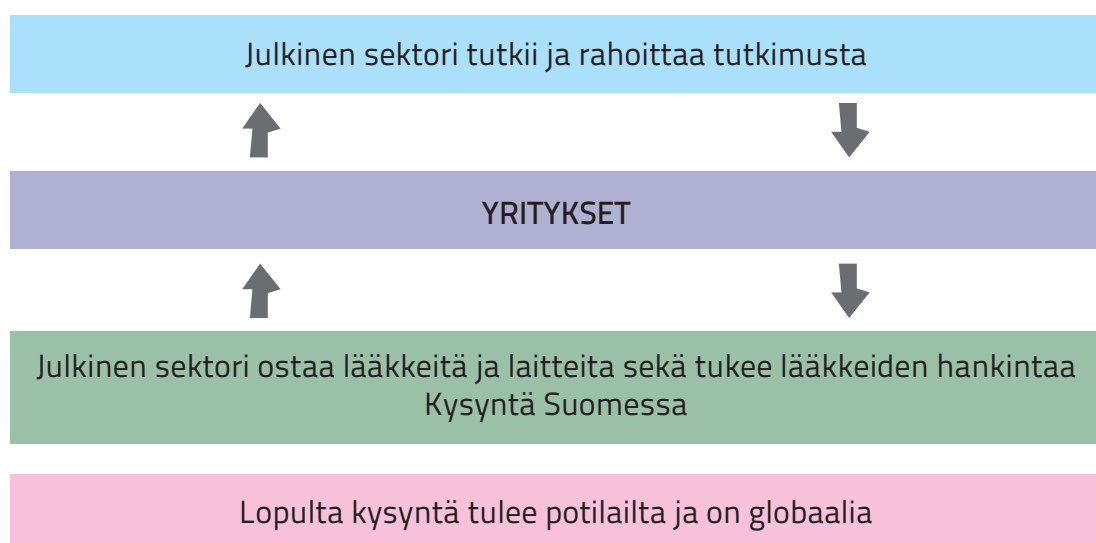 Julkinen sektori tutkii ja rahoittaa tutkimusta
YRITYKSET
Julkinen sektori ostaa lääkkeitä ja laitteita sekä tukee lääkkeiden hankintaa
Kysyntä Suomessa
Lopulta kysyntä tulee potilailta ja on globaalia